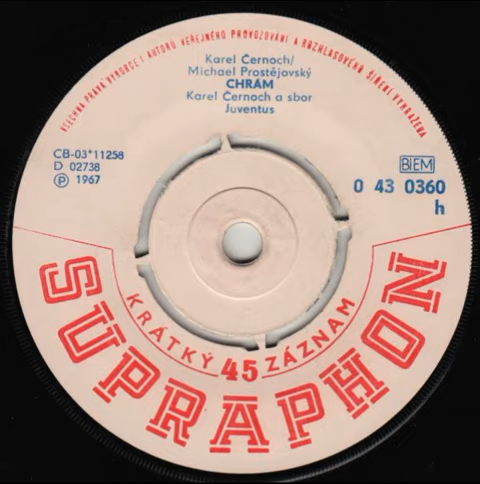 VŠECHNA PRÁVA VÝROBCE I AUTORŮ VEŘEJNÉHO PROVOZOVÁNÍ A ROZHLASOVÉHO ŠÍŘENÍ VYHRAŽENA
Karel Černoch/
Michael Prostějovský
CHRÁM
Karel Černoch a sbor
Juventus
CB-03*11258
D 02738
Ⓟ 1967
BIEM
0 43 0360
h
KRÁTKÝ 45 ZÁZNAM
SUPRAPHON